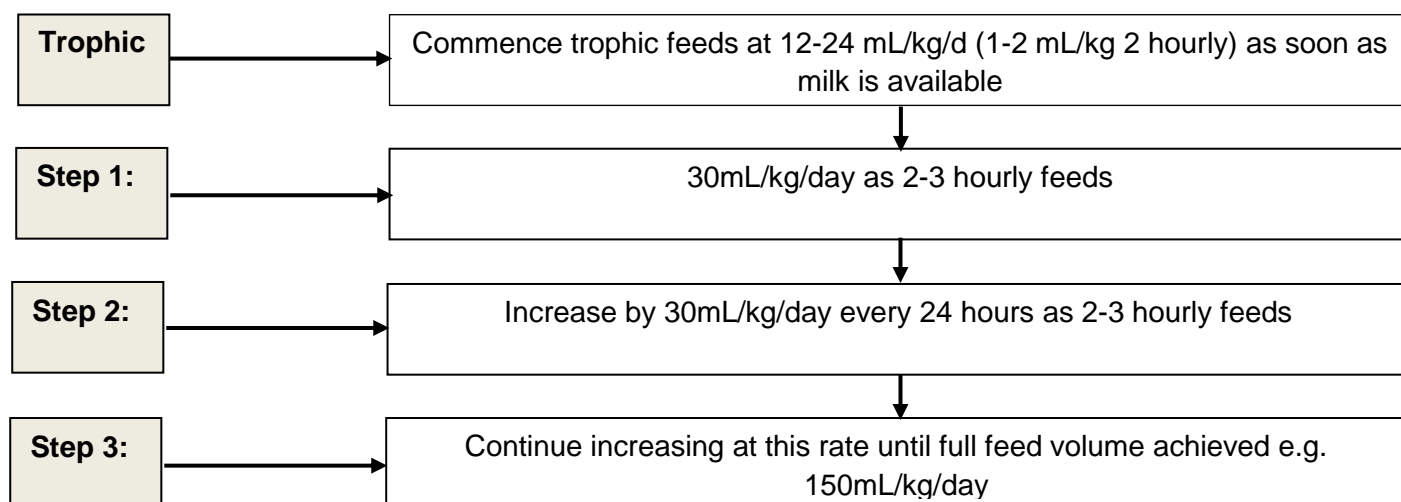 Trophic
Commence trophic feeds at 12-24 mL/kg/d (1-2 mL/kg 2 hourly) as soon as
milk is available
Step 1:
30mL/kg/day as 2-3 hourly feeds
Step 2:
Increase by 30mL/kg/day every 24 hours as 2-3 hourly feeds
Step 3:
Continue increasing at this rate until full feed volume achieved e.g.
150mL/kg/day